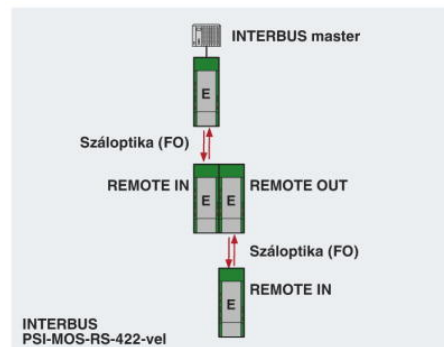 INTERBUS master
E
Száloptika (FO)
REMOTE IN
E
E
REMOTE OUT
Száloptika (FO)
E
REMOTE IN
INTERBUS
PSI-MOS-RS-422-vel